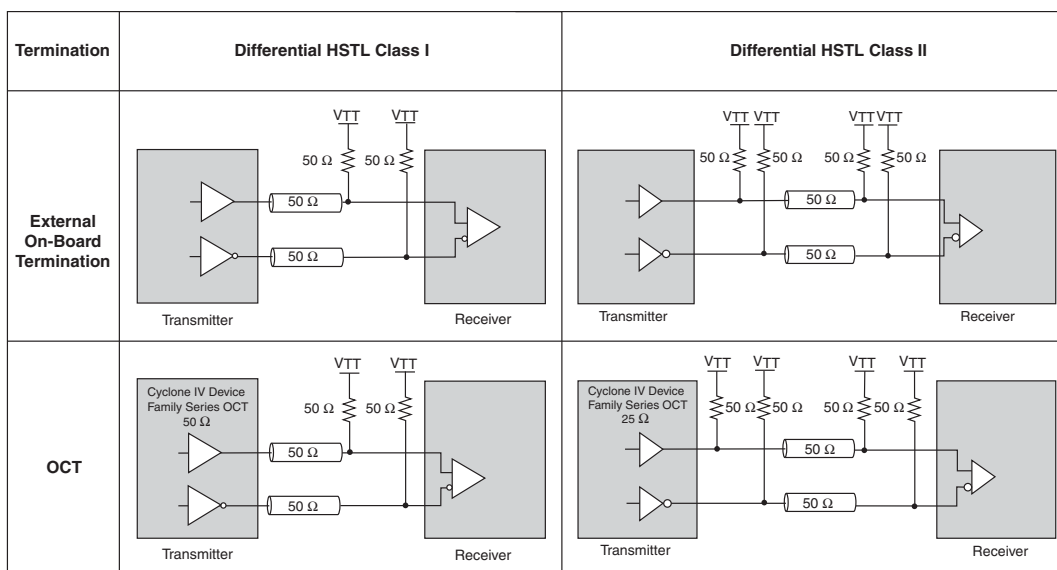 Termination
Differential HSTL Class I
Differential HSTL Class II
External
On-Board
Termination
VTT VTT
50 Ω 50 Ω
50 Ω
50 Ω
Transmitter
Receiver
VTT VTT VTT VTT
50 Ω 50 Ω 50 Ω 50 Ω
50 Ω
50 Ω
Transmitter
Receiver
OCT
Cyclone IV Device
Family Series OCT
50 Ω
VTT VTT
50 Ω 50 Ω
50 Ω
50 Ω
Transmitter
Receiver
Cyclone IV Device
Family Series OCT
25 Ω
VTT VTT VTT VTT
50 Ω 50 Ω 50 Ω 50 Ω
50 Ω
50 Ω
Transmitter
Receiver